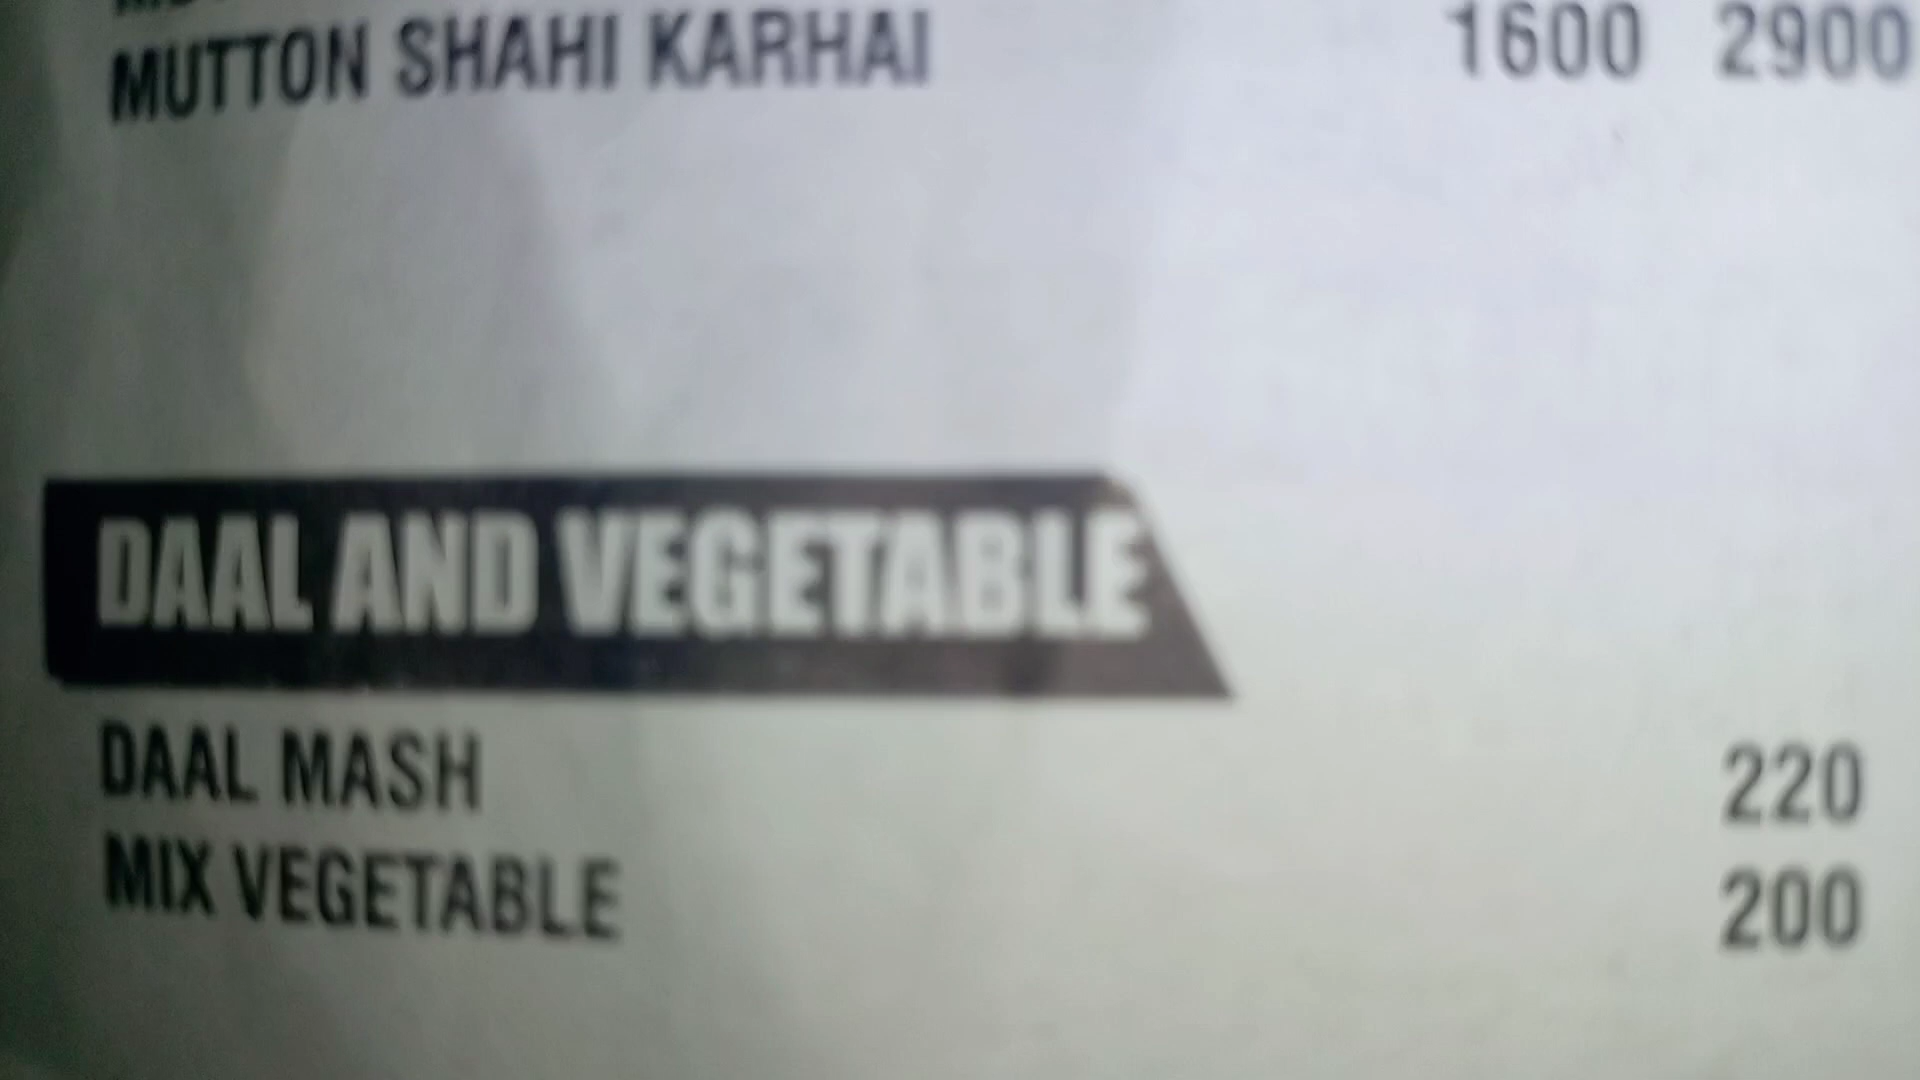 MUTTON SHAHI KARHAI 1600 2900
DAAL AND VEGETABLE
DAAL MASH 220
MIX VEGETABLE 200